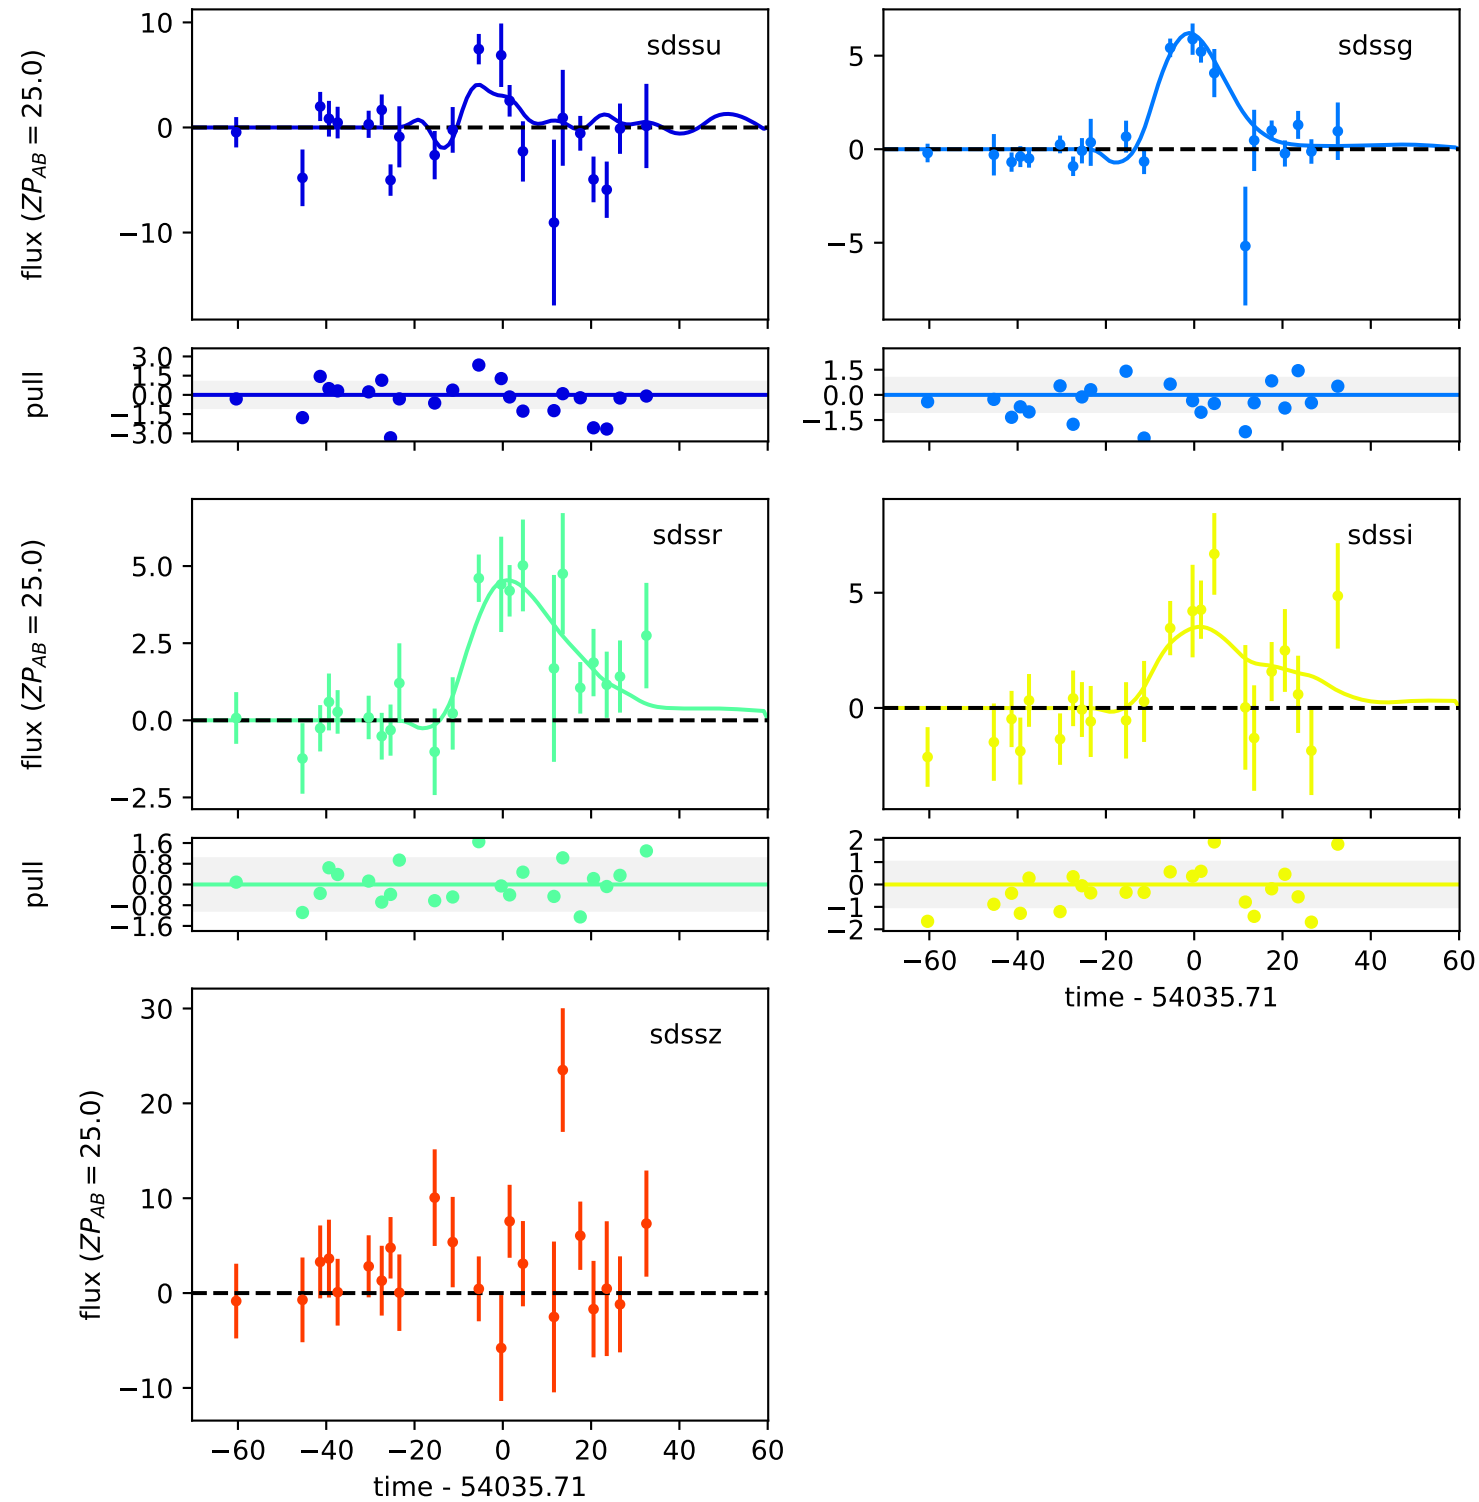 10
0
−10
flux (ZP_AB = 25.0)
sdssu
5
0
−5
sdssg
3.0
1.5
0.0
−1.5
−3.0
pull
1.5
0.0
−1.5
5.0
2.5
0.0
−2.5
flux (ZP_AB = 25.0)
sdssr
5
0
sdssi
1.6
0.8
0.0
−0.8
−1.6
pull
2
1
0
−1
−2
−60 −40 −20 0 20 40 60
time - 54035.71
30
20
10
0
−10
flux (ZP_AB = 25.0)
sdssz
−60 −40 −20 0 20 40 60
time - 54035.71